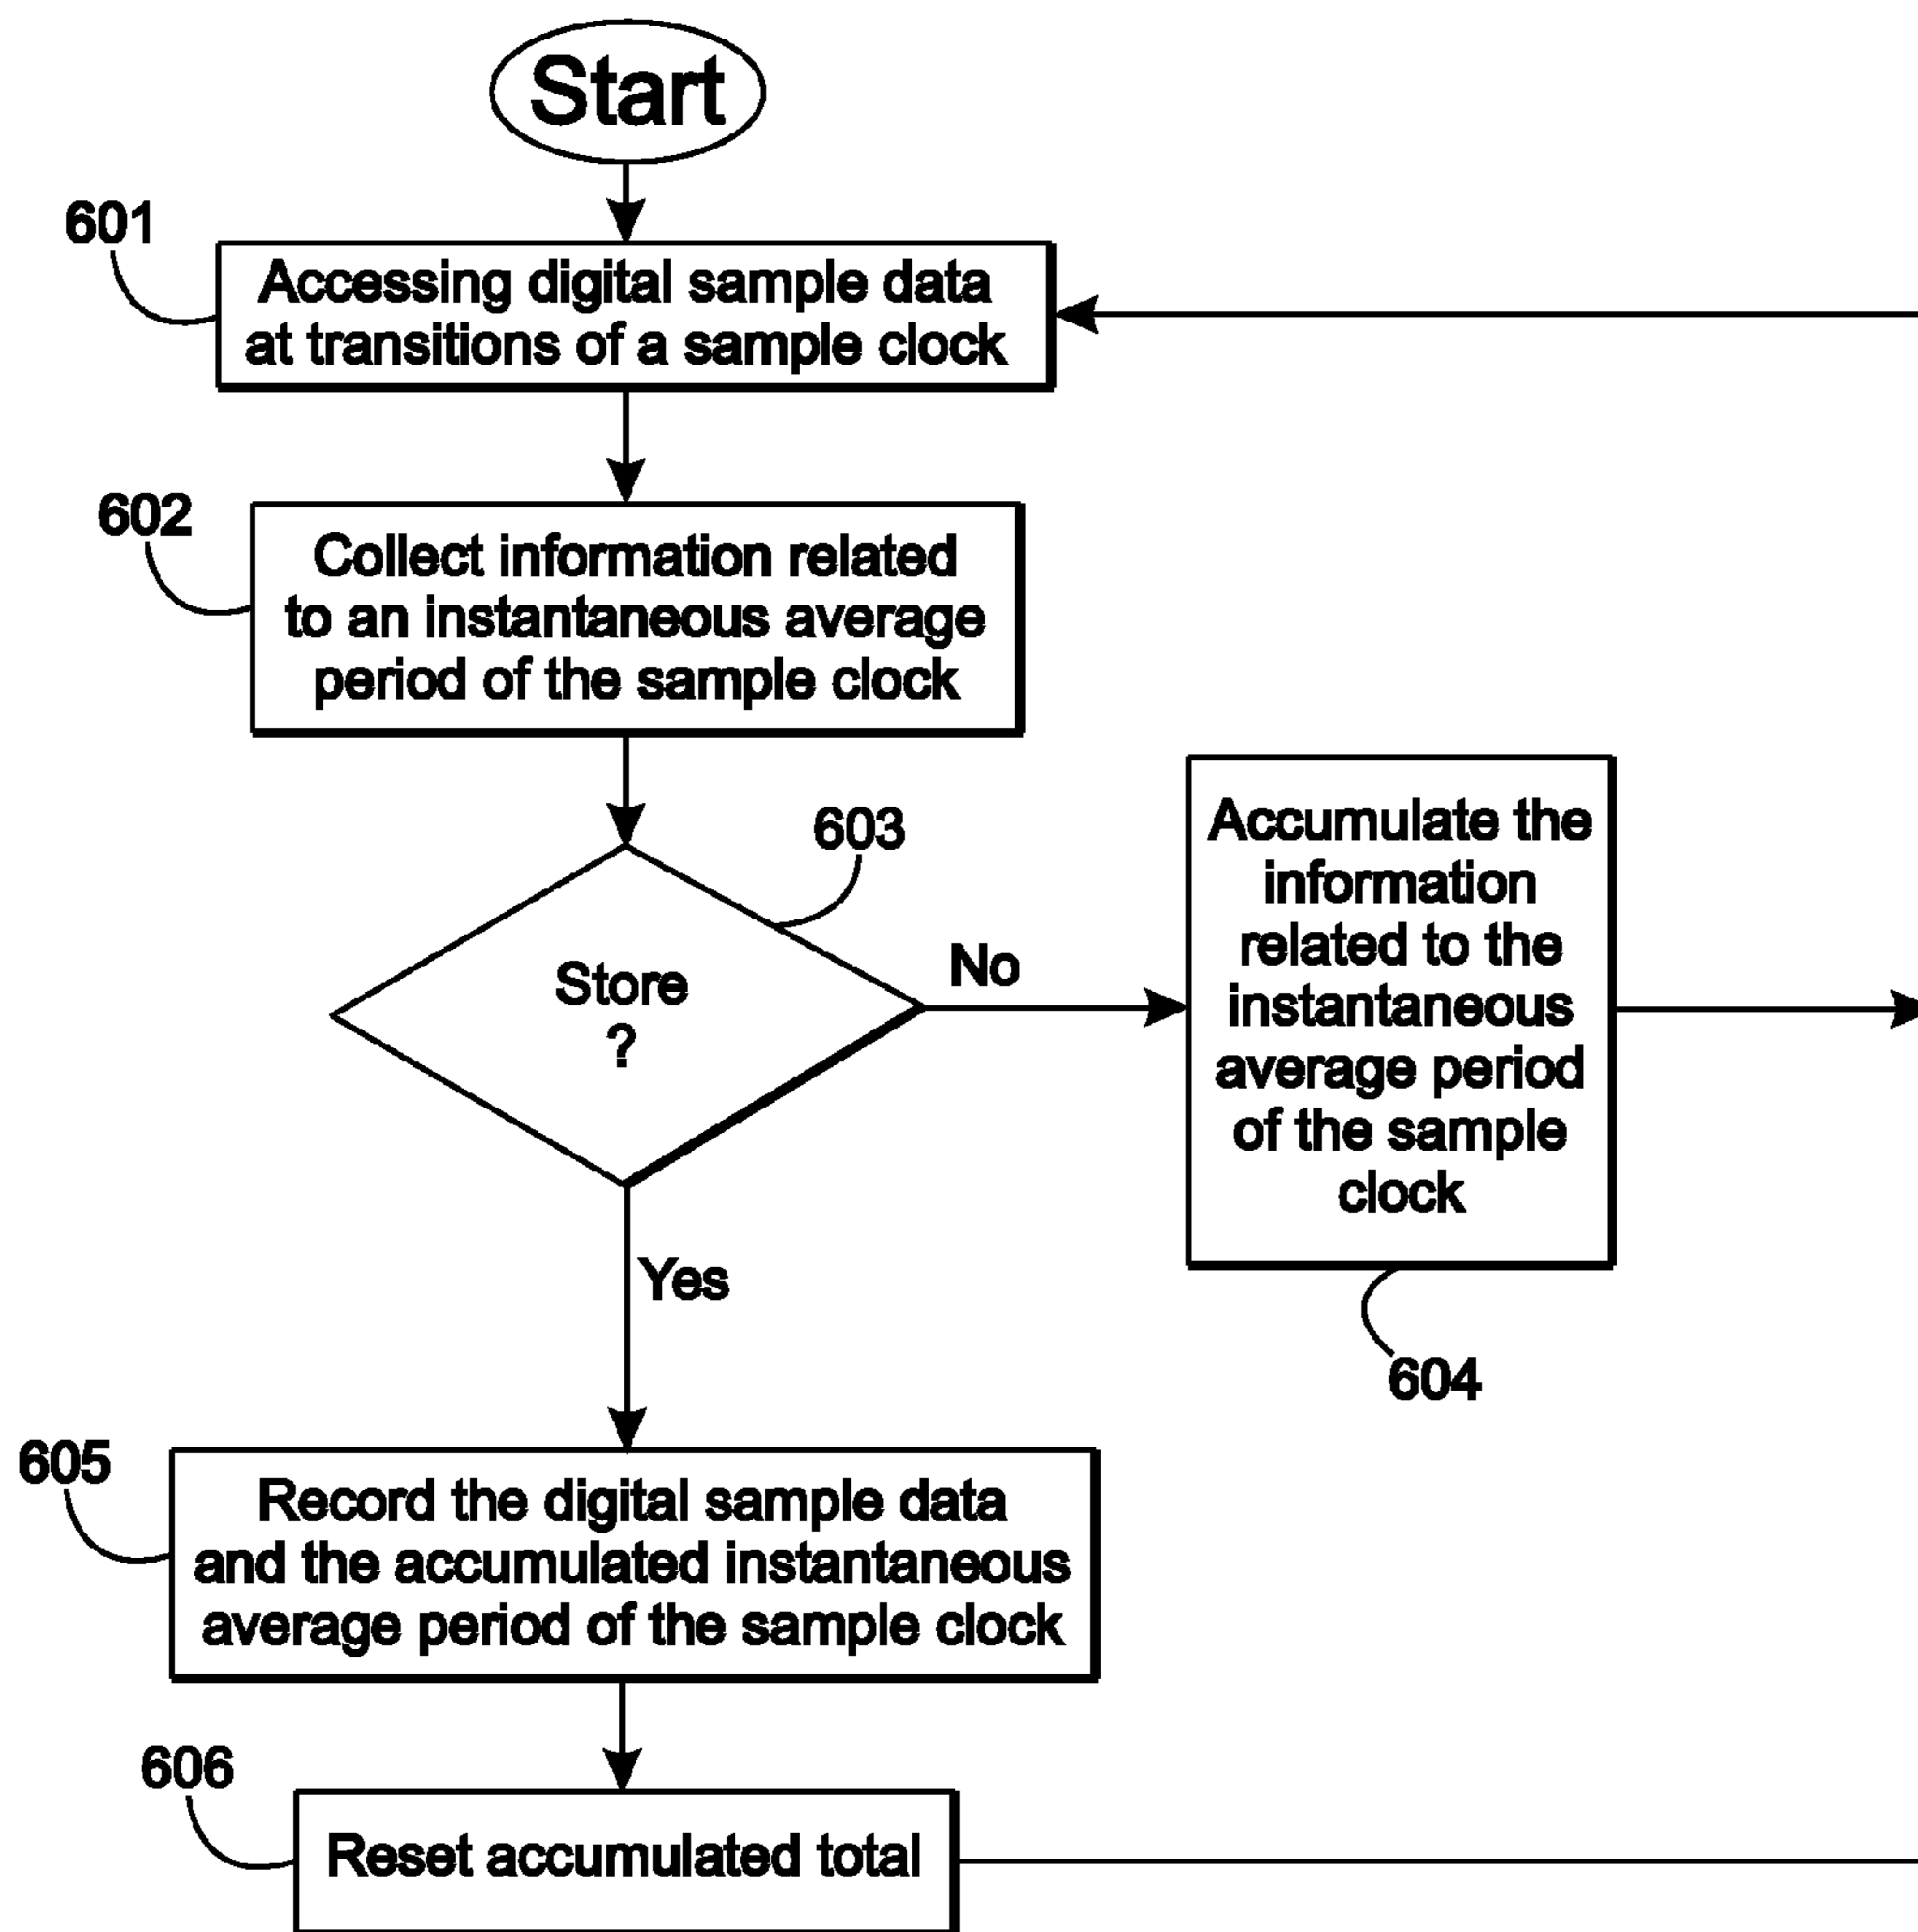 Start
601
Accessing digital sample data
at transitions of a sample clock
602
Collect information related
to an instantaneous average
period of the sample clock
603
Store
?
No
Accumulate the
information
related to the
instantaneous
average period
of the sample
clock
604
Yes
605
Record the digital sample data
and the accumulated instantaneous
average period of the sample clock
606
Reset accumulated total